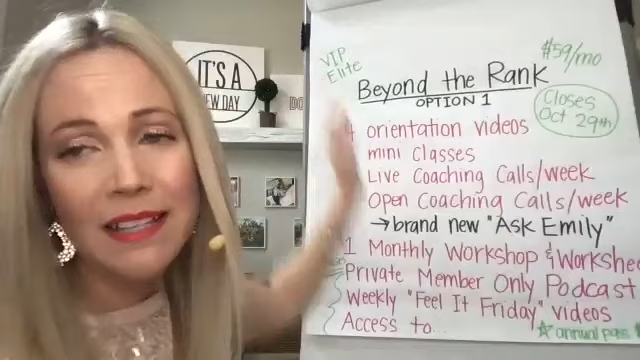 IT'S A
NEW DAY
VIP
Elite
$59/mo
Beyond the Rank
OPTION 1
Closes
Oct 29th
4 orientation videos
mini Classes
Live Coaching Calls/week
Open Coaching Calls/week
→brand new "Ask Emily"
1 Monthly Workshop &
Private Member Only Podcast
Weekly "Feel It Friday" videos
Access to...
☆annual pass